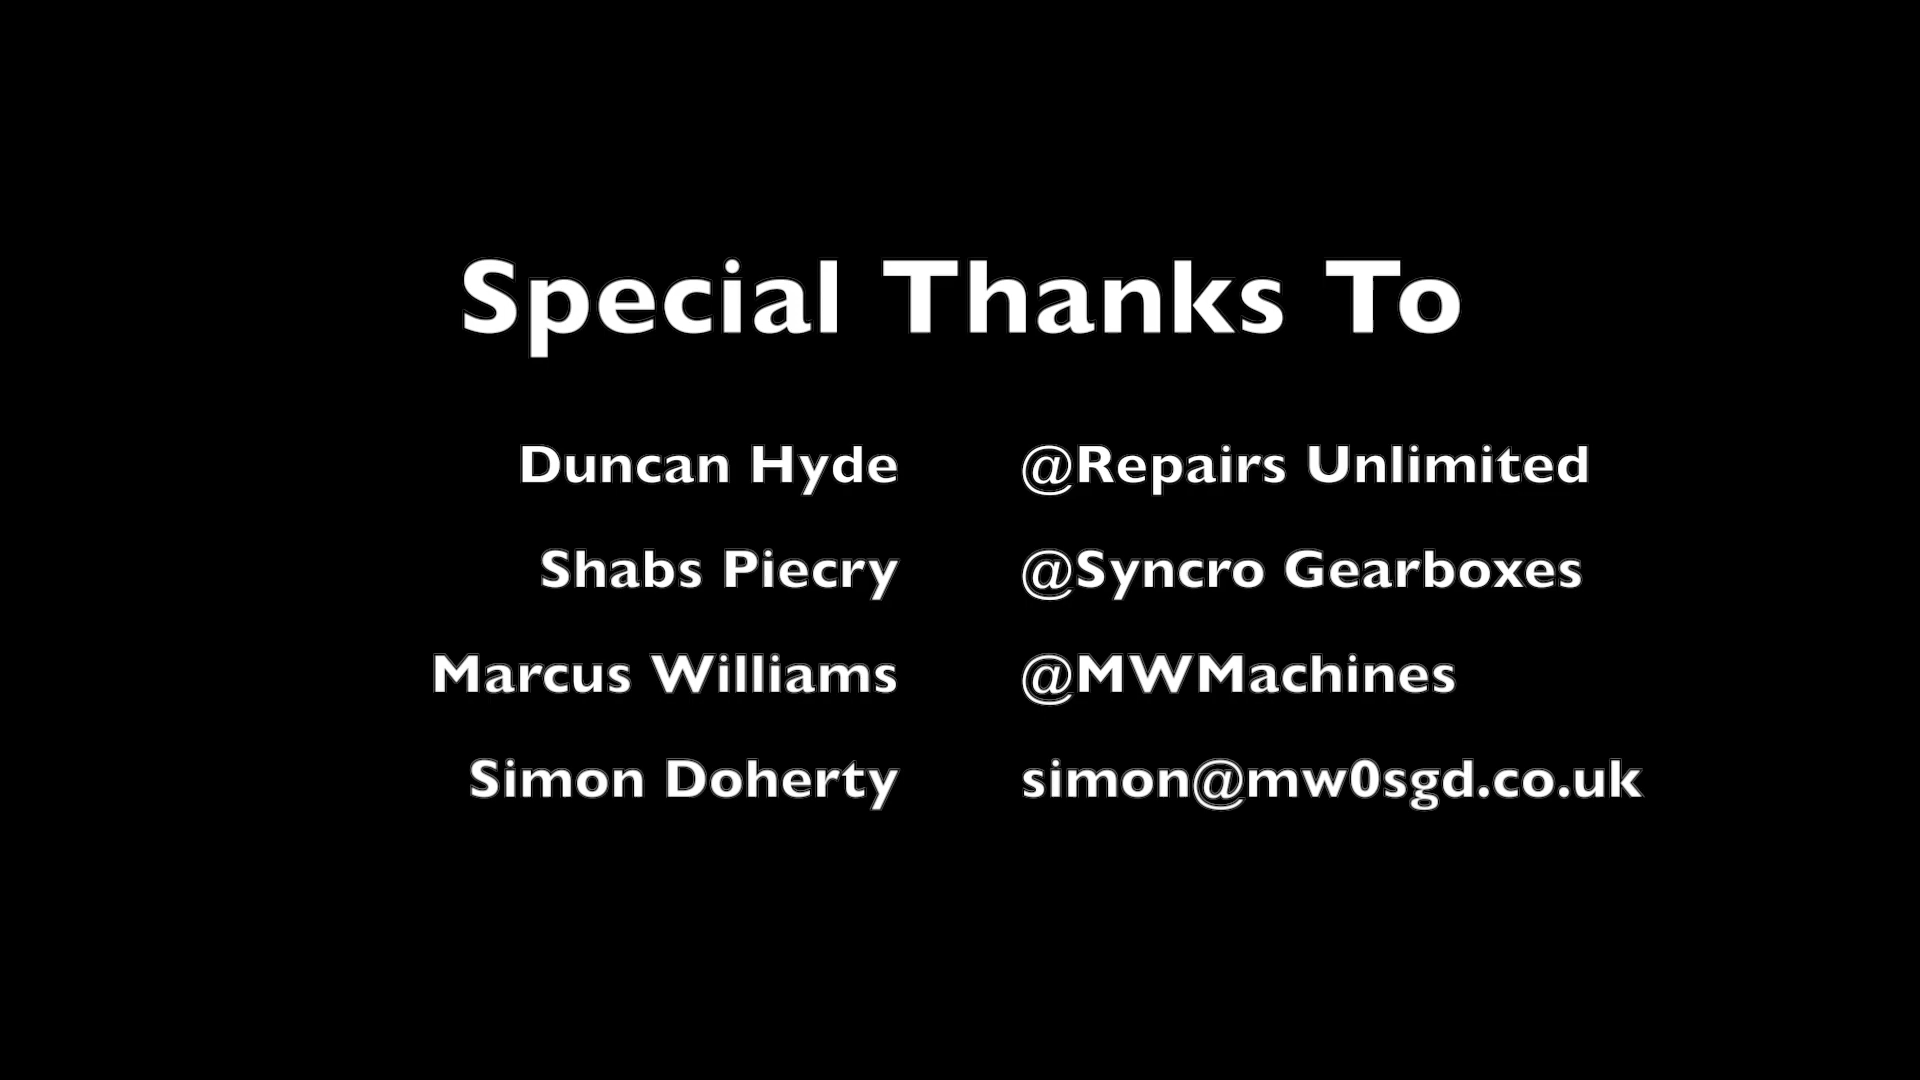 Special Thanks To
Duncan Hyde @Repairs Unlimited
Shabs Piecry @Syncro Gearboxes
Marcus Williams @MWMachines
Simon Doherty simon@mw0sgd.co.uk